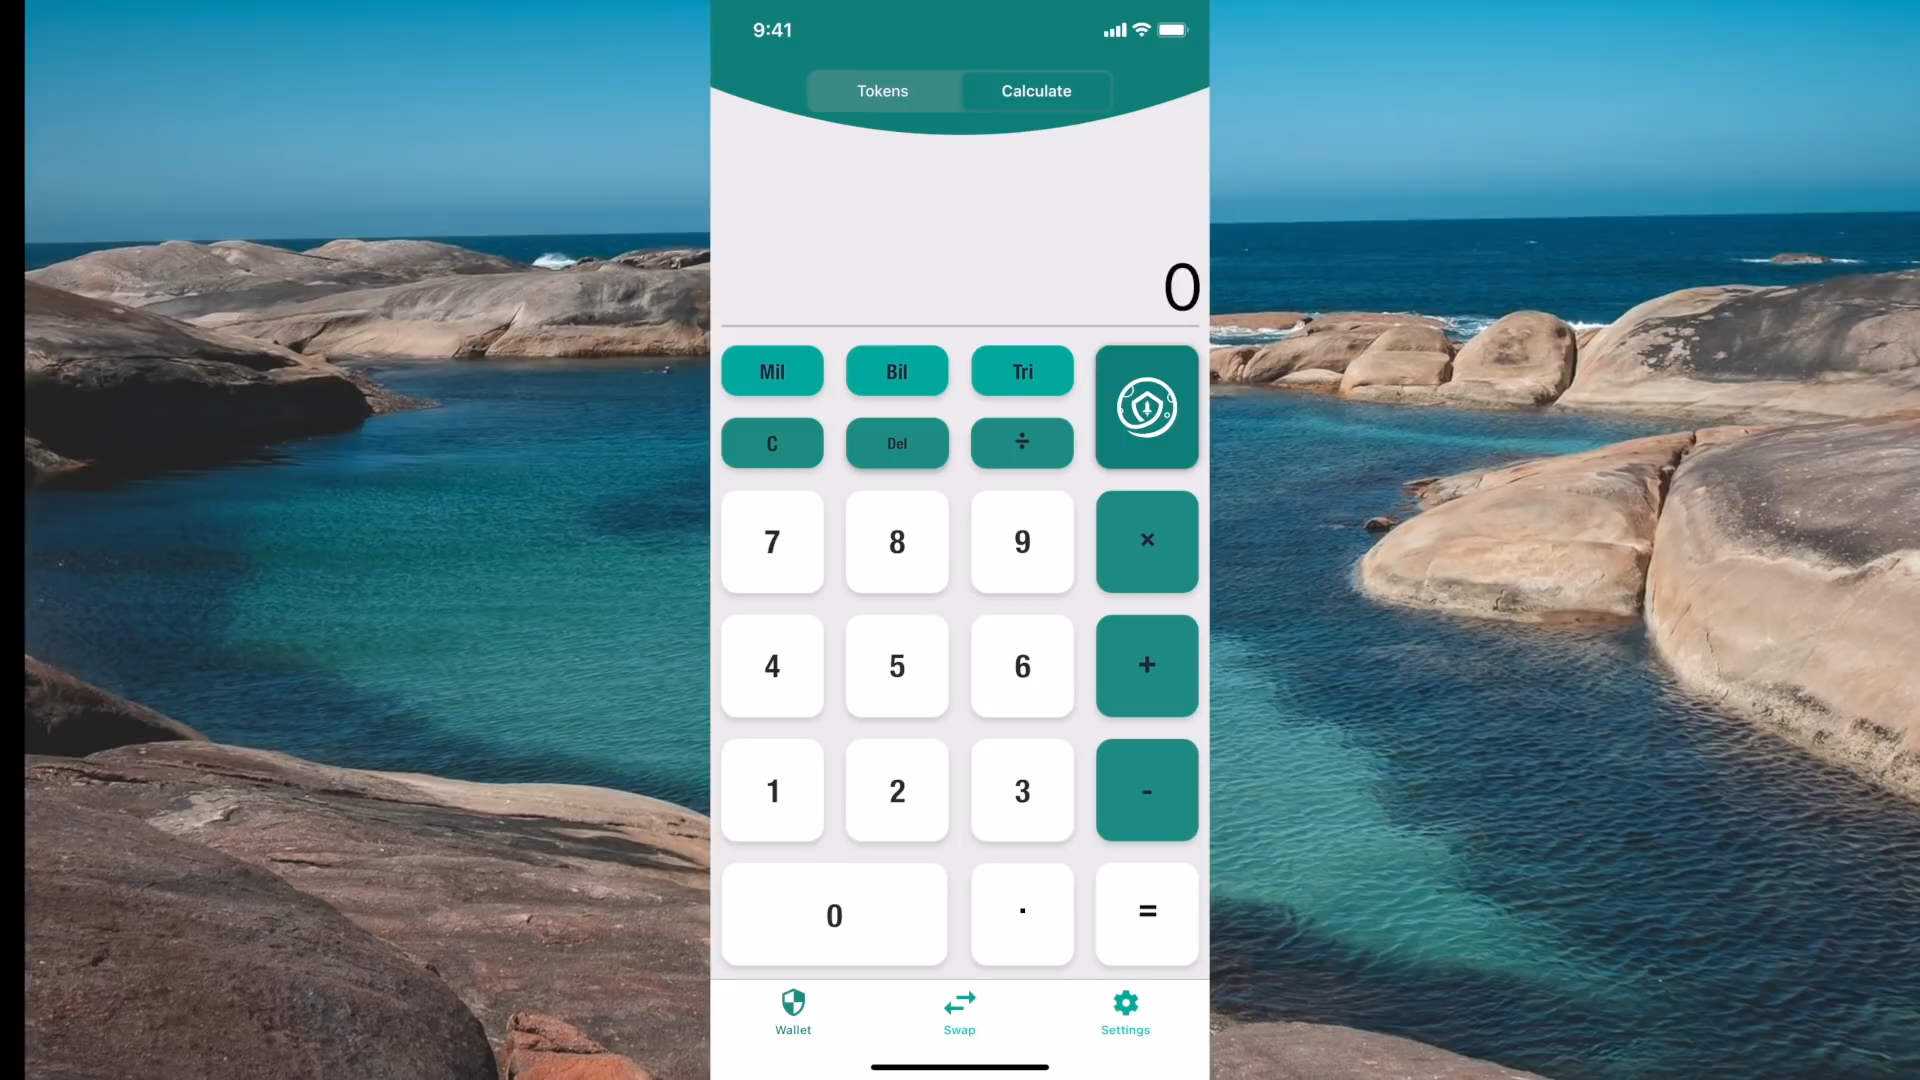 9:41
Tokens Calculate
0
Mil Bil Tri
C Del ÷
7 8 9 ×
4 5 6 +
1 2 3 -
0 . =
Wallet Swap Settings